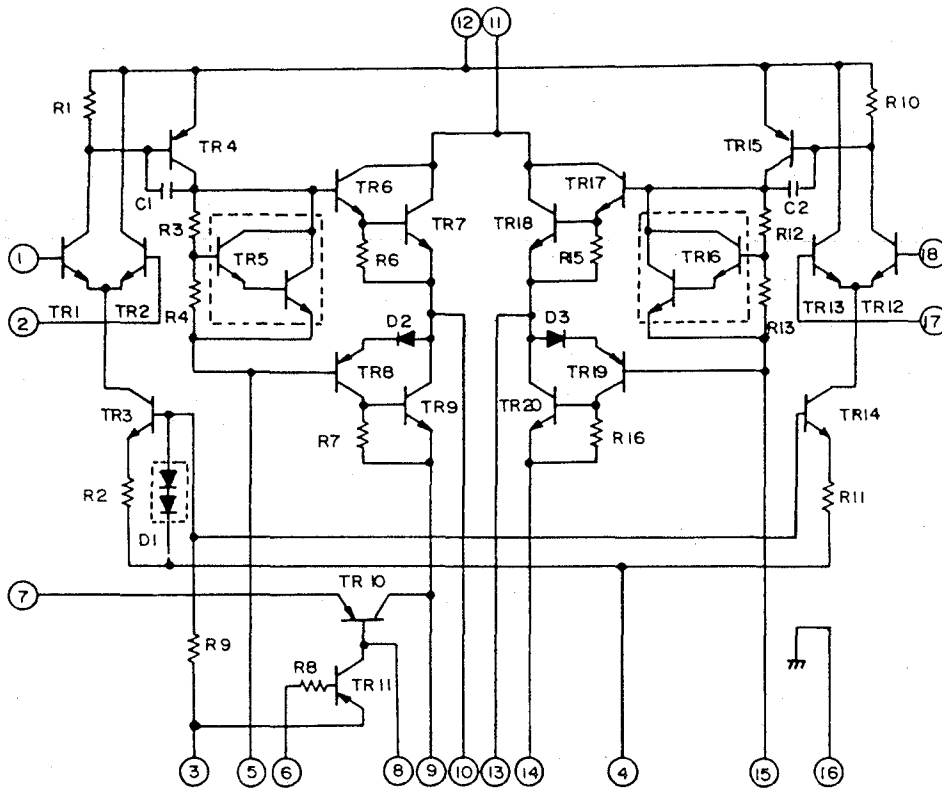 12 11
R1 R10
TR4 TR15
TR6 TR17
C1 C2
TR7 TR18
R3 R12
1 TR5 R6 R15 TR16 18
TR1 TR2 R4 R13 TR13 TR12
2 D2 D3 17
TR8 TR19
TR3 TR9 TR20 TR14
R7 R16
R2 R11
D1
TR10
7
R9 R8
TR11
3 5 6 8 9 10 13 14 4 15 16